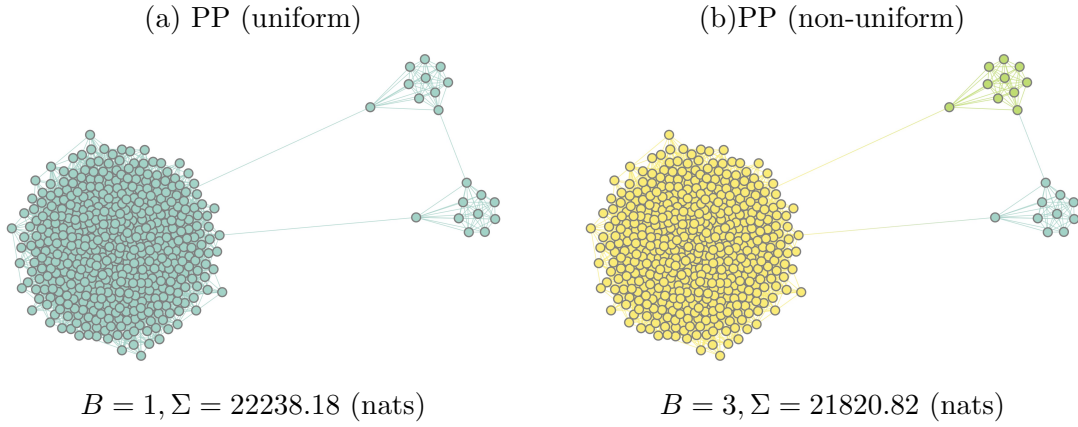 (a) PP (uniform)
(b)PP (non-uniform)
B = 1, Σ = 22238.18 (nats)
B = 3, Σ = 21820.82 (nats)